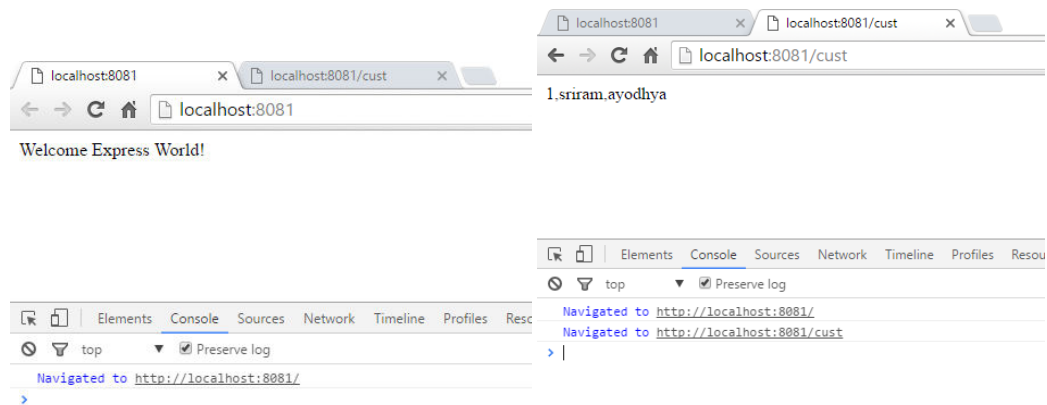 localhost:8081 × localhost:8081/cust ×
localhost:8081
Welcome Express World!
Elements Console Sources Network Timeline Profiles Resc
top ▼ Preserve log
Navigated to http://localhost:8081/
>
localhost:8081 × localhost:8081/cust ×
localhost:8081/cust
1,sriram,ayodhya
Elements Console Sources Network Timeline Profiles Resou
top ▼ Preserve log
Navigated to http://localhost:8081/
Navigated to http://localhost:8081/cust
>